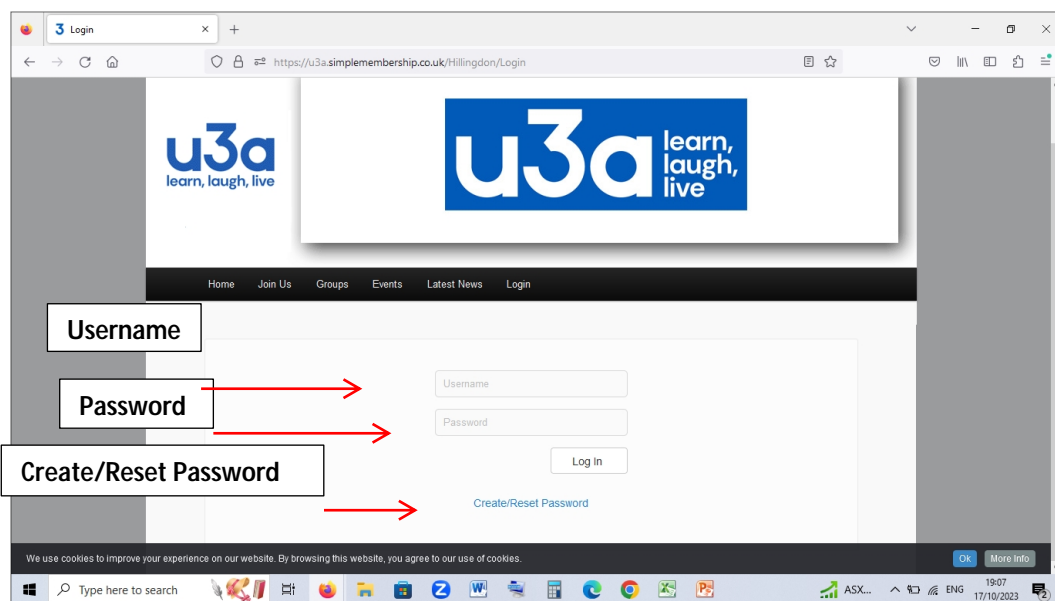 3 Login
https://u3a.simplemembership.co.uk/Hillingdon/Login
u3a
learn, laugh, live
u3a
learn,
laugh,
live
Home Join Us Groups Events Latest News Login
Username
Username
Password
Password
Log In
Create/Reset Password
Create/Reset Password
We use cookies to improve your experience on our website. By browsing this website, you agree to our use of cookies.
Ok More Info
Type here to search
ASX... ENG
19:07
17/10/2023
2